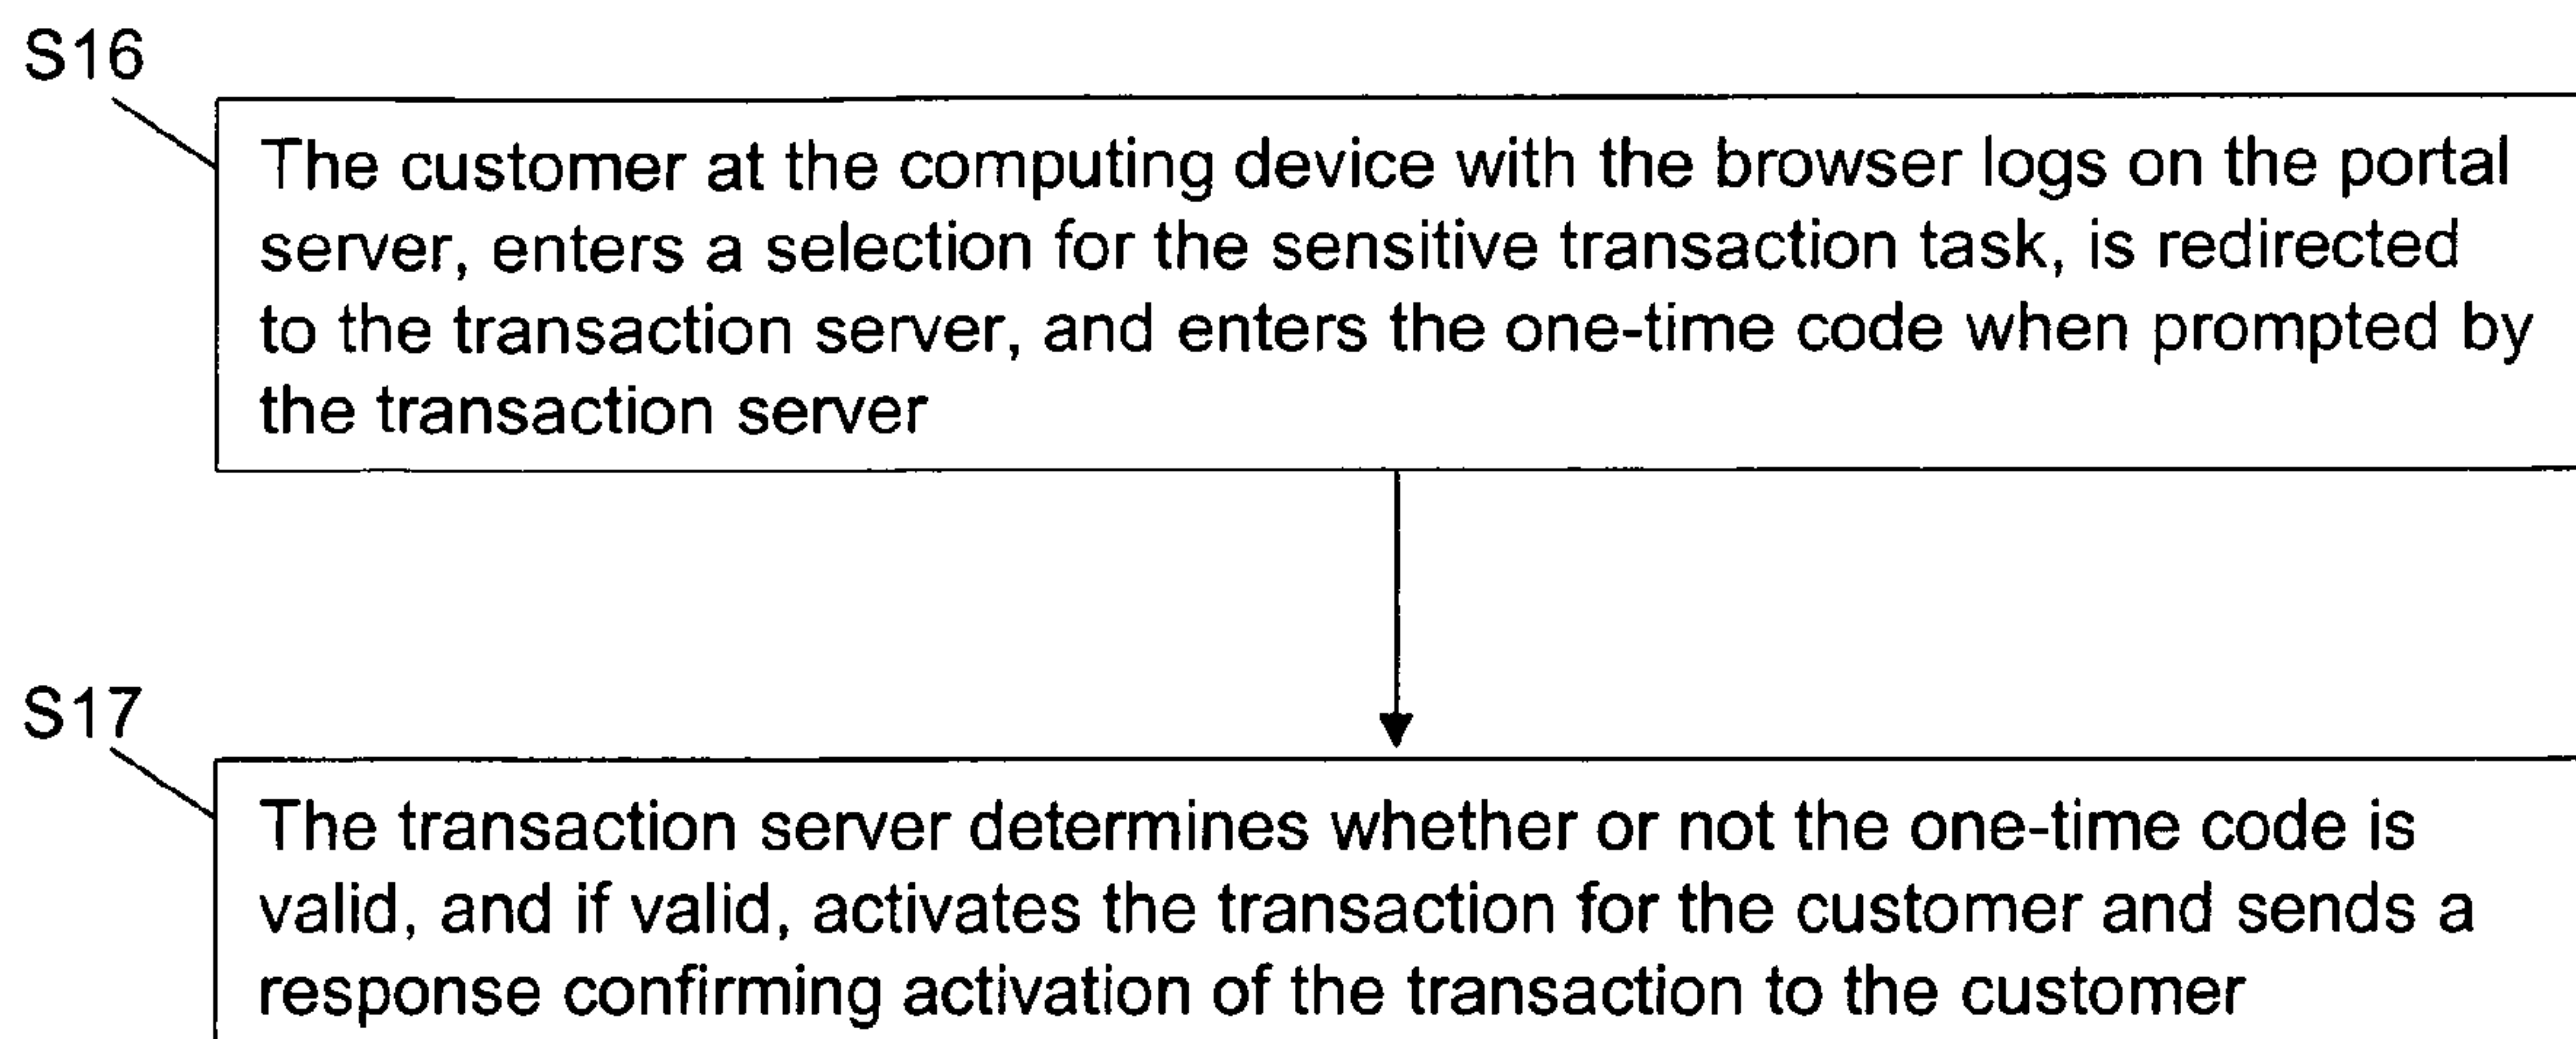 S16
The customer at the computing device with the browser logs on the portal
server, enters a selection for the sensitive transaction task, is redirected
to the transaction server, and enters the one-time code when prompted by
the transaction server
S17
The transaction server determines whether or not the one-time code is
valid, and if valid, activates the transaction for the customer and sends a
response confirming activation of the transaction to the customer